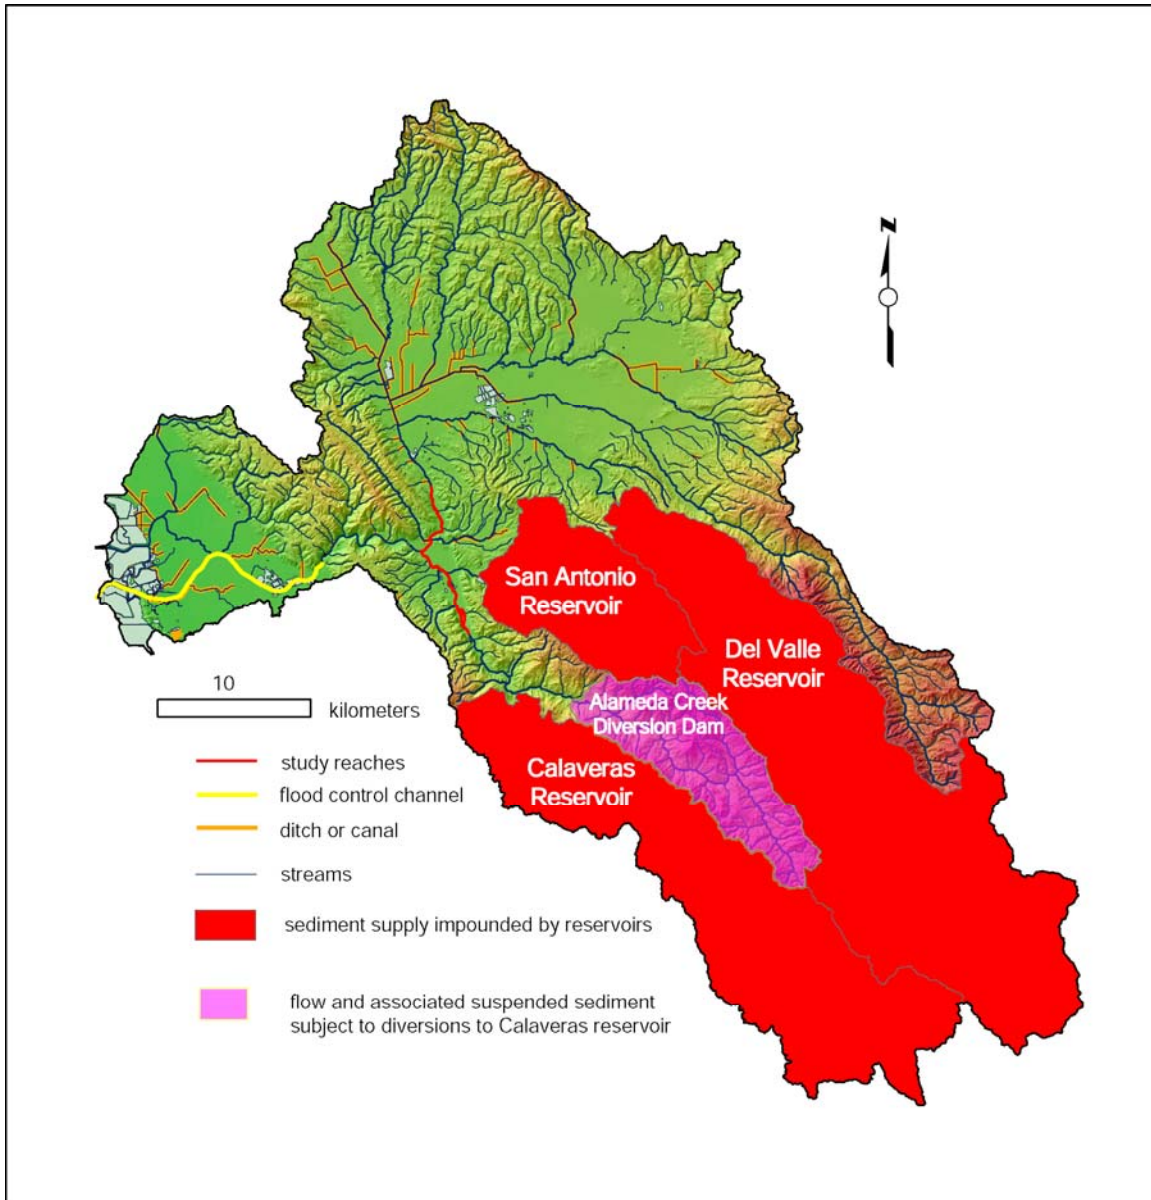 N
San Antonio
Reservoir
Del Valle
Reservoir
Alameda Creek
Diversion Dam
Calaveras
Reservoir
10
kilometers
study reaches
flood control channel
ditch or canal
streams
sediment supply impounded by reservoirs
flow and associated suspended sediment
subject to diversions to Calaveras reservoir